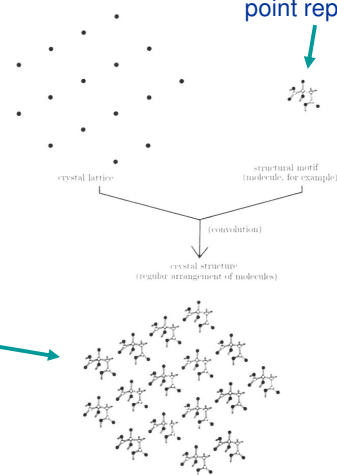 point rep
crystal lattice
structural motif
(molecule, for example)
(convolution)
crystal structure
(regular arrangement of molecules)